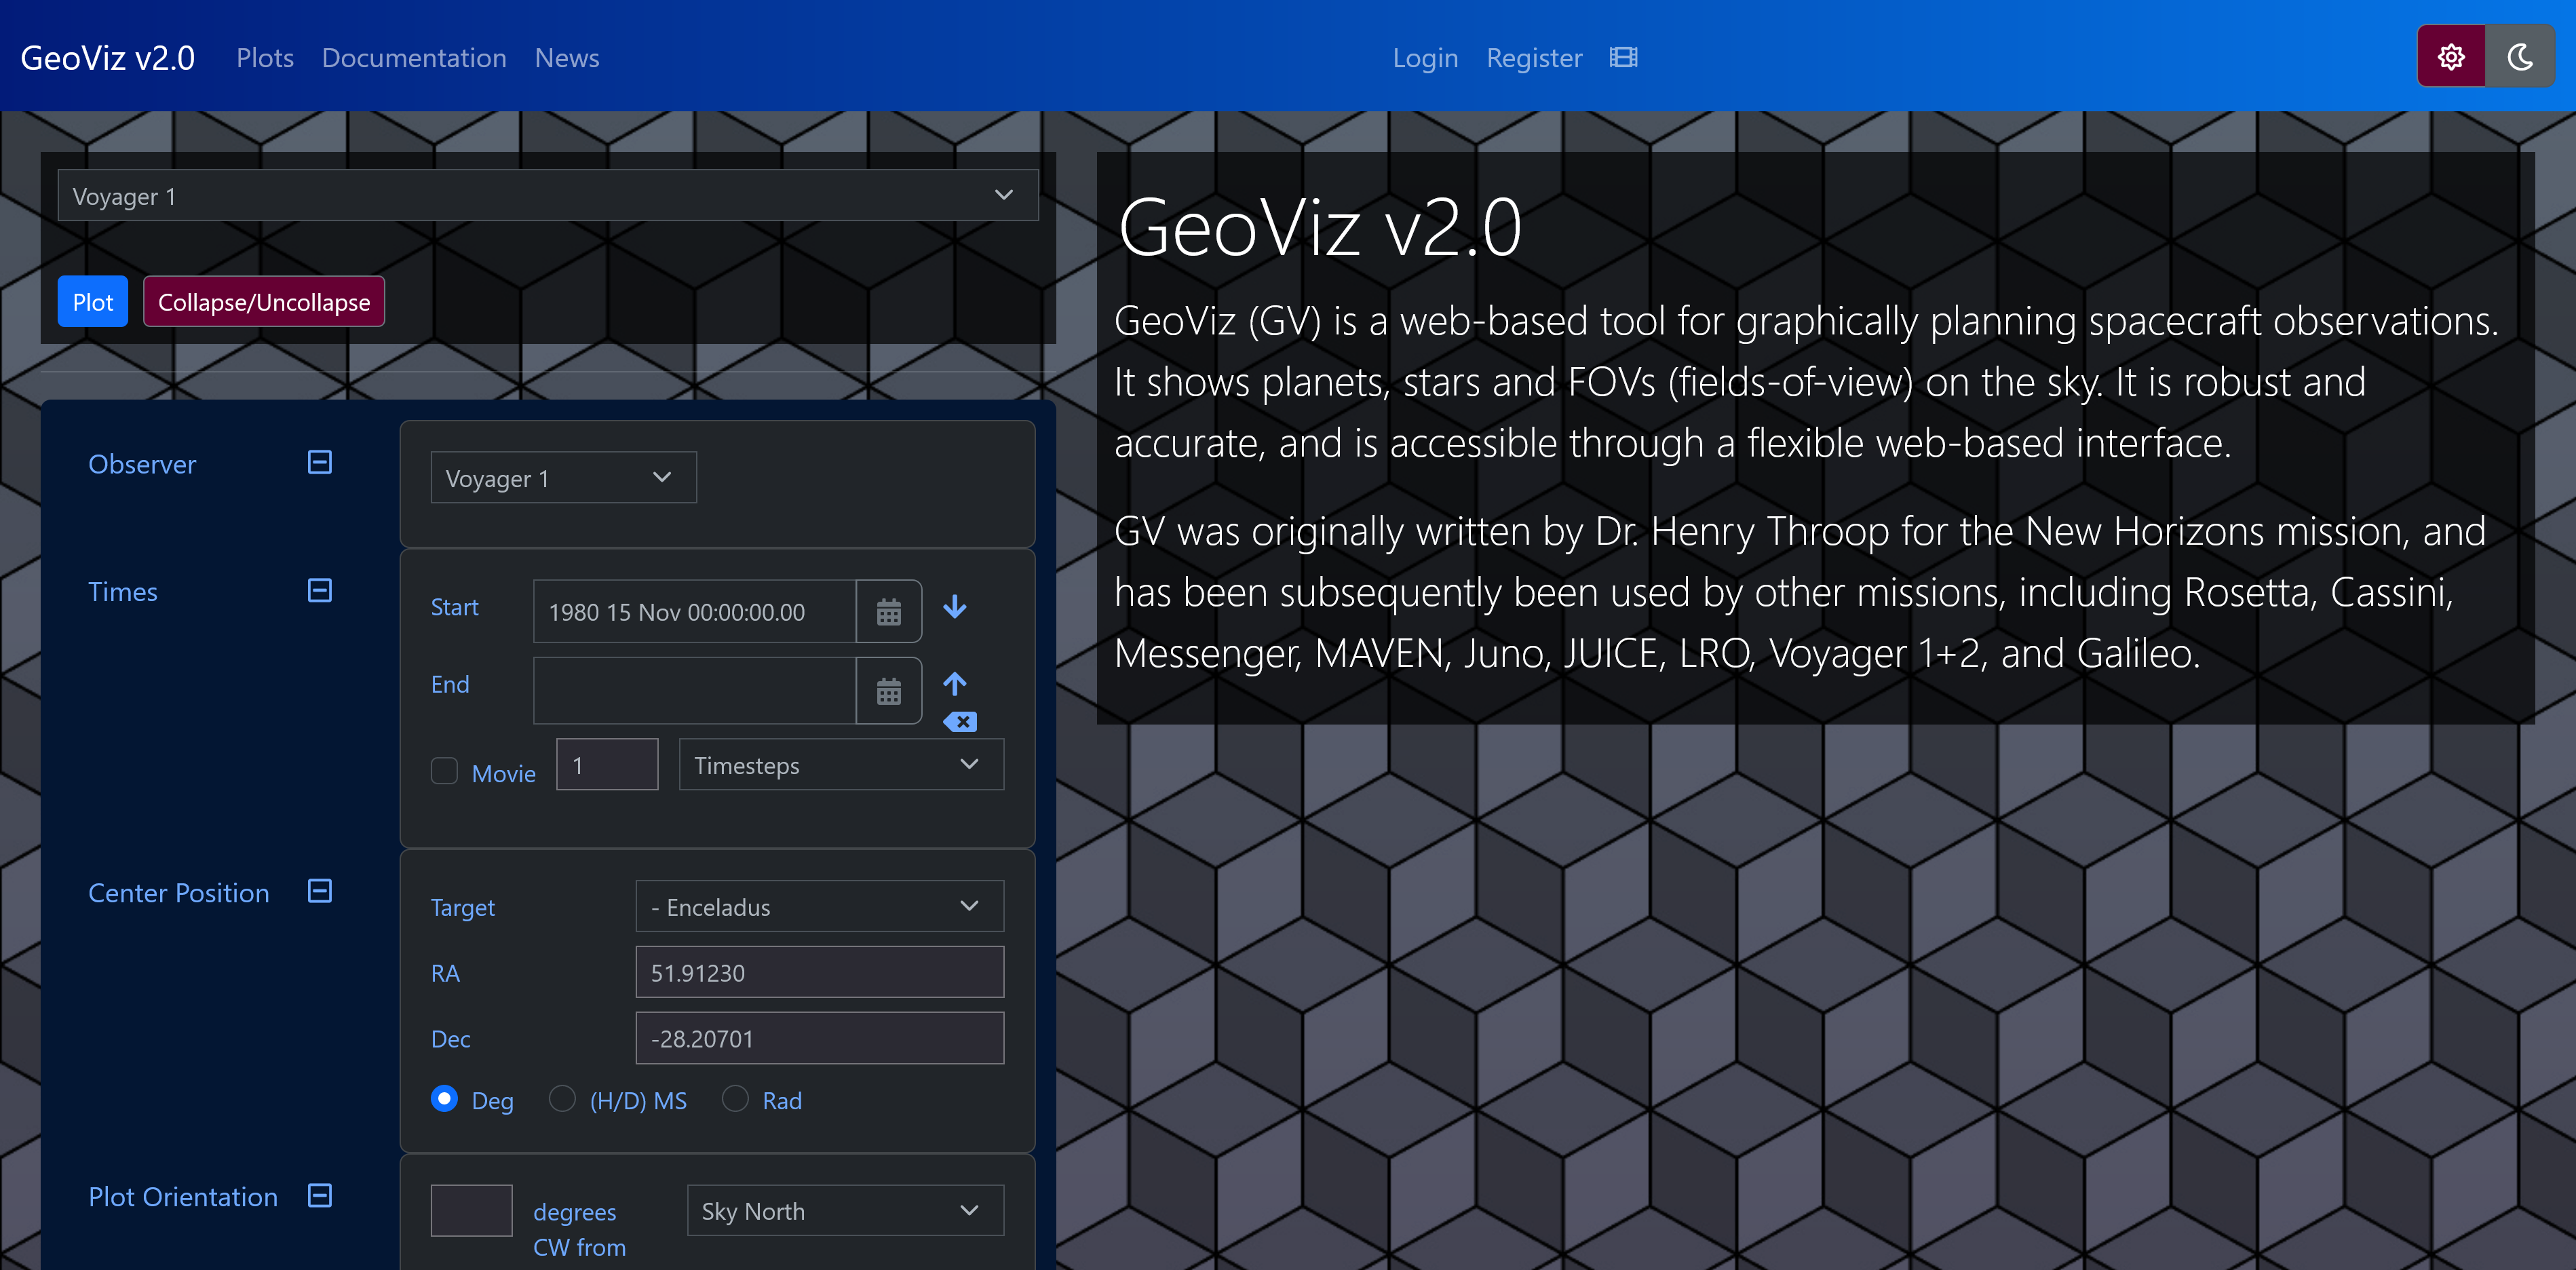 GeoViz v2.0 Plots Documentation News Login Register
Voyager 1
Plot Collapse/Uncollapse
Observer
Voyager 1
Times
Start 1980 15 Nov 00:00:00.00
End
Movie 1 Timesteps
Center Position
Target - Enceladus
RA 51.91230
Dec -28.20701
Deg (H/D) MS Rad
Plot Orientation
degrees Sky North
CW from
GeoViz v2.0
GeoViz (GV) is a web-based tool for graphically planning spacecraft observations.
It shows planets, stars and FOVs (fields-of-view) on the sky. It is robust and
accurate, and is accessible through a flexible web-based interface.
GV was originally written by Dr. Henry Throop for the New Horizons mission, and
has been subsequently been used by other missions, including Rosetta, Cassini,
Messenger, MAVEN, Juno, JUICE, LRO, Voyager 1+2, and Galileo.